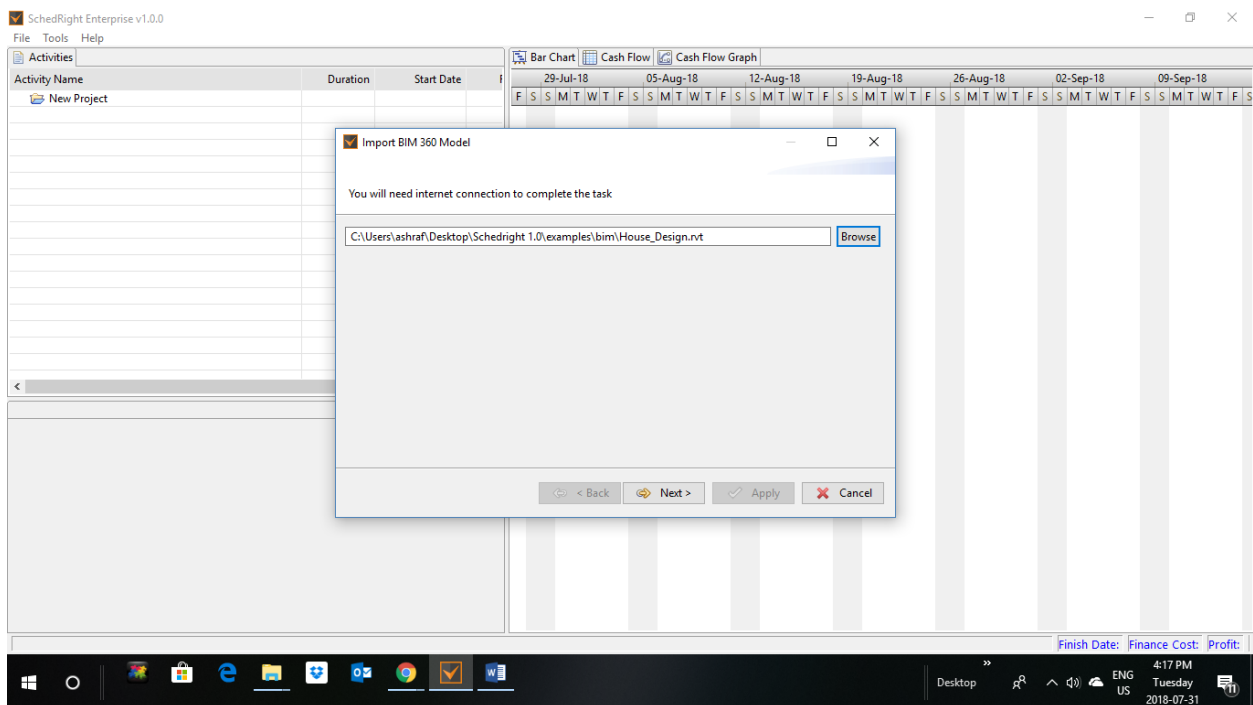 SchedRight Enterprise v1.0.0
File Tools Help
Activities
Activity Name Duration Start Date
New Project
Bar Chart Cash Flow Cash Flow Graph
29-Jul-18 05-Aug-18 12-Aug-18 19-Aug-18 26-Aug-18 02-Sep-18 09-Sep-18
F S S M T W T F S S M T W T F S S M T W T F S S M T W T F S S M T W T F S S M T W T F S S M T W T F S
Import BIM 360 Model
You will need internet connection to complete the task
C:\Users\ashraf\Desktop\Schedright 1.0\examples\bim\House_Design.rvt Browse
< Back Next > Apply Cancel
Finish Date: Finance Cost: Profit:
Desktop » ENG US 4:17 PM
Tuesday
2018-07-31
11